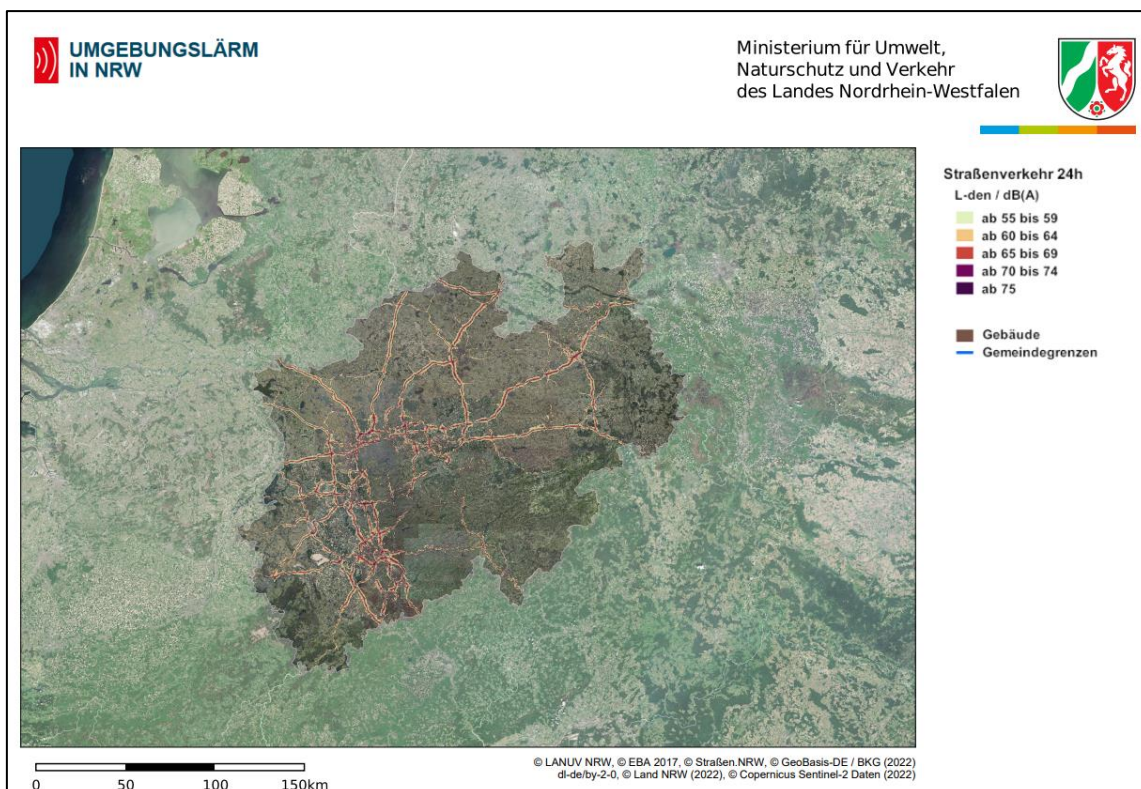 UMGEBUNGSLÄRM
IN NRW
Ministerium für Umwelt,
Naturschutz und Verkehr
des Landes Nordrhein-Westfalen
Straßenverkehr 24h
L-den / dB(A)
ab 55 bis 59
ab 60 bis 64
ab 65 bis 69
ab 70 bis 74
ab 75
Gebäude
Gemeindegrenzen
© LANUV NRW, © EBA 2017, © Straßen.NRW, © GeoBasis-DE / BKG (2022)
dl-de/by-2-0, © Land NRW (2022), © Copernicus Sentinel-2 Daten (2022)
0 50 100 150km